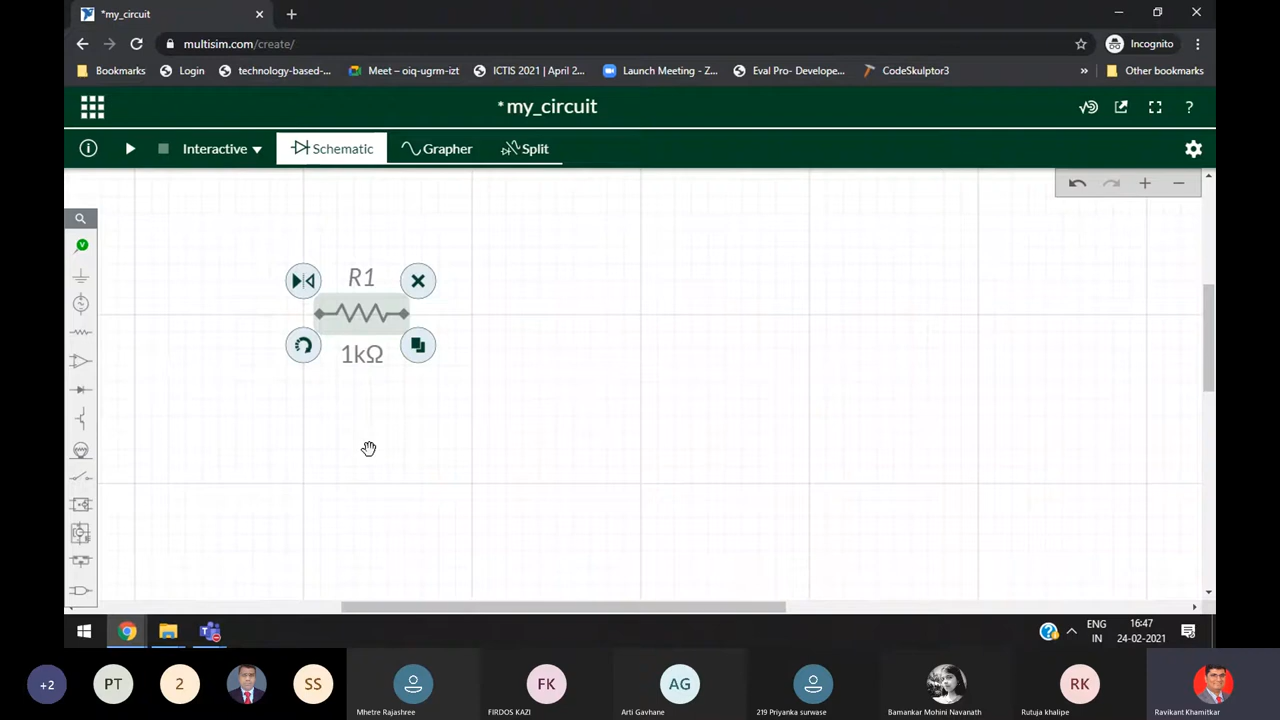 *my_circuit
multisim.com/create/
Incognito
Bookmarks
Login
technology-based-...
Meet – oiq-ugrm-izt
ICTIS 2021 | April 2...
Launch Meeting - Z...
Eval Pro- Develope...
CodeSkulptor3
»
Other bookmarks
*my_circuit
?
Interactive
Schematic
Grapher
Split
V
R1
1kΩ
ENG
IN
16:47
24-02-2021
+2
PT
2
SS
FK
AG
RK
Mhetre Rajashree
FIRDOS KAZI
Arti Gavhane
219 Priyanka surwase
Bamankar Mohini Navanath
Rutuja khalipe
Ravikant Khamitkar